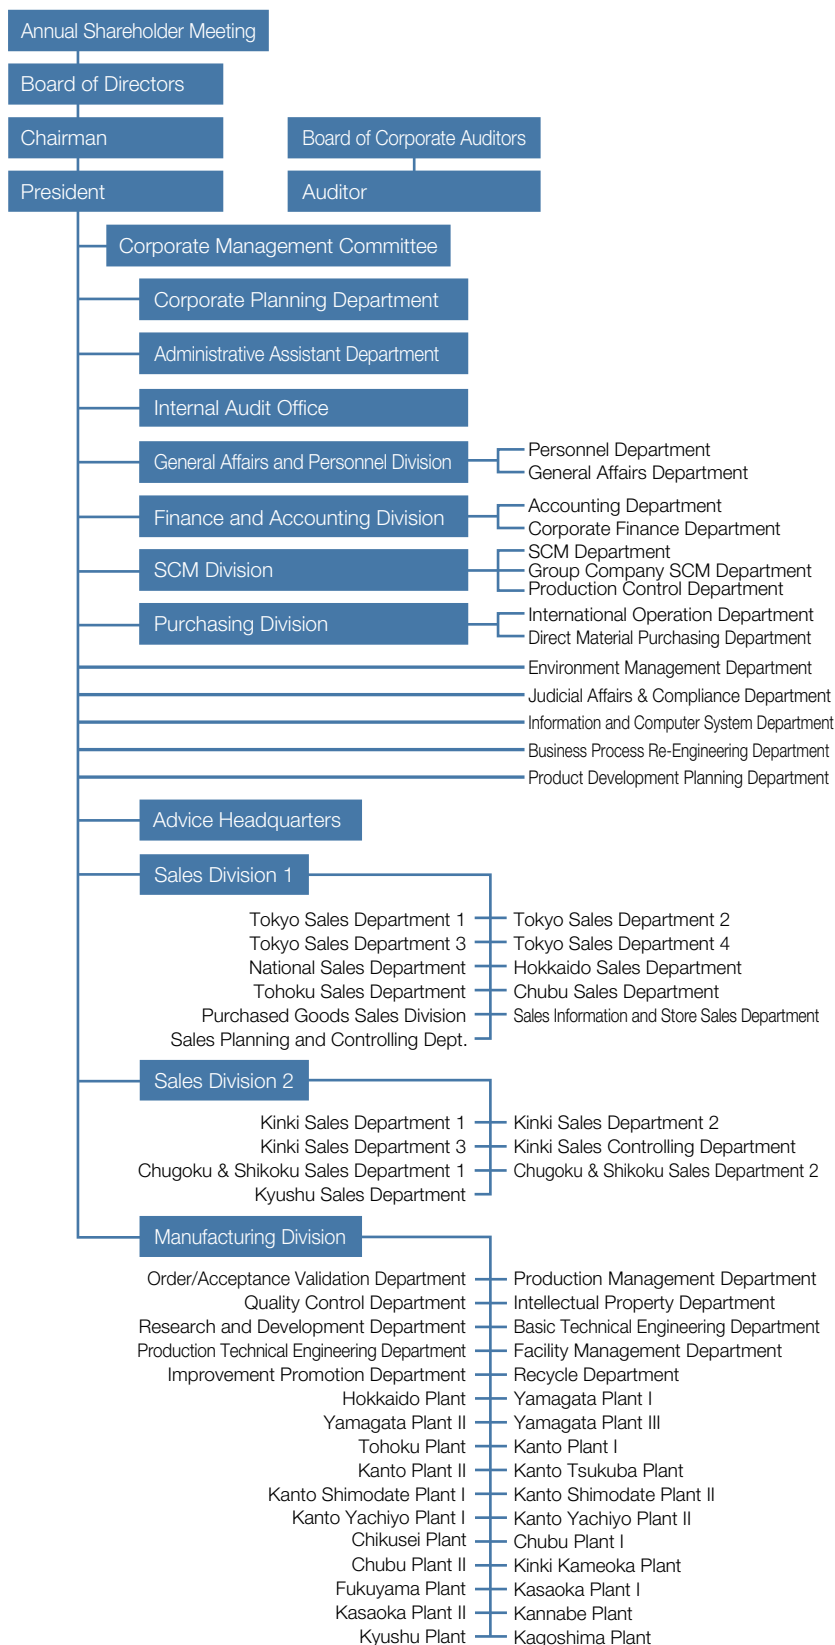 Annual Shareholder Meeting
Board of Directors
Chairman
Board of Corporate Auditors
President
Auditor
Corporate Management Committee
Corporate Planning Department
Administrative Assistant Department
Internal Audit Office
General Affairs and Personnel Division
Personnel Department
General Affairs Department
Finance and Accounting Division
Accounting Department
Corporate Finance Department
SCM Division
SCM Department
Group Company SCM Department
Production Control Department
Purchasing Division
International Operation Department
Direct Material Purchasing Department
Environment Management Department
Judicial Affairs & Compliance Department
Information and Computer System Department
Business Process Re-Engineering Department
Product Development Planning Department
Advice Headquarters
Sales Division 1
Tokyo Sales Department 1
Tokyo Sales Department 2
Tokyo Sales Department 3
Tokyo Sales Department 4
National Sales Department
Hokkaido Sales Department
Tohoku Sales Department
Chubu Sales Department
Purchased Goods Sales Division
Sales Information and Store Sales Department
Sales Planning and Controlling Dept.
Sales Division 2
Kinki Sales Department 1
Kinki Sales Department 2
Kinki Sales Department 3
Kinki Sales Controlling Department
Chugoku & Shikoku Sales Department 1
Chugoku & Shikoku Sales Department 2
Kyushu Sales Department
Manufacturing Division
Order/Acceptance Validation Department
Production Management Department
Quality Control Department
Intellectual Property Department
Research and Development Department
Basic Technical Engineering Department
Production Technical Engineering Department
Facility Management Department
Improvement Promotion Department
Recycle Department
Hokkaido Plant
Yamagata Plant I
Yamagata Plant II
Yamagata Plant III
Tohoku Plant
Kanto Plant I
Kanto Plant II
Kanto Tsukuba Plant
Kanto Shimodate Plant I
Kanto Shimodate Plant II
Kanto Yachiyo Plant I
Kanto Yachiyo Plant II
Chikusei Plant
Chubu Plant I
Chubu Plant II
Kinki Kameoka Plant
Fukuyama Plant
Kasaoka Plant I
Kasaoka Plant II
Kannabe Plant
Kyushu Plant
Kagoshima Plant